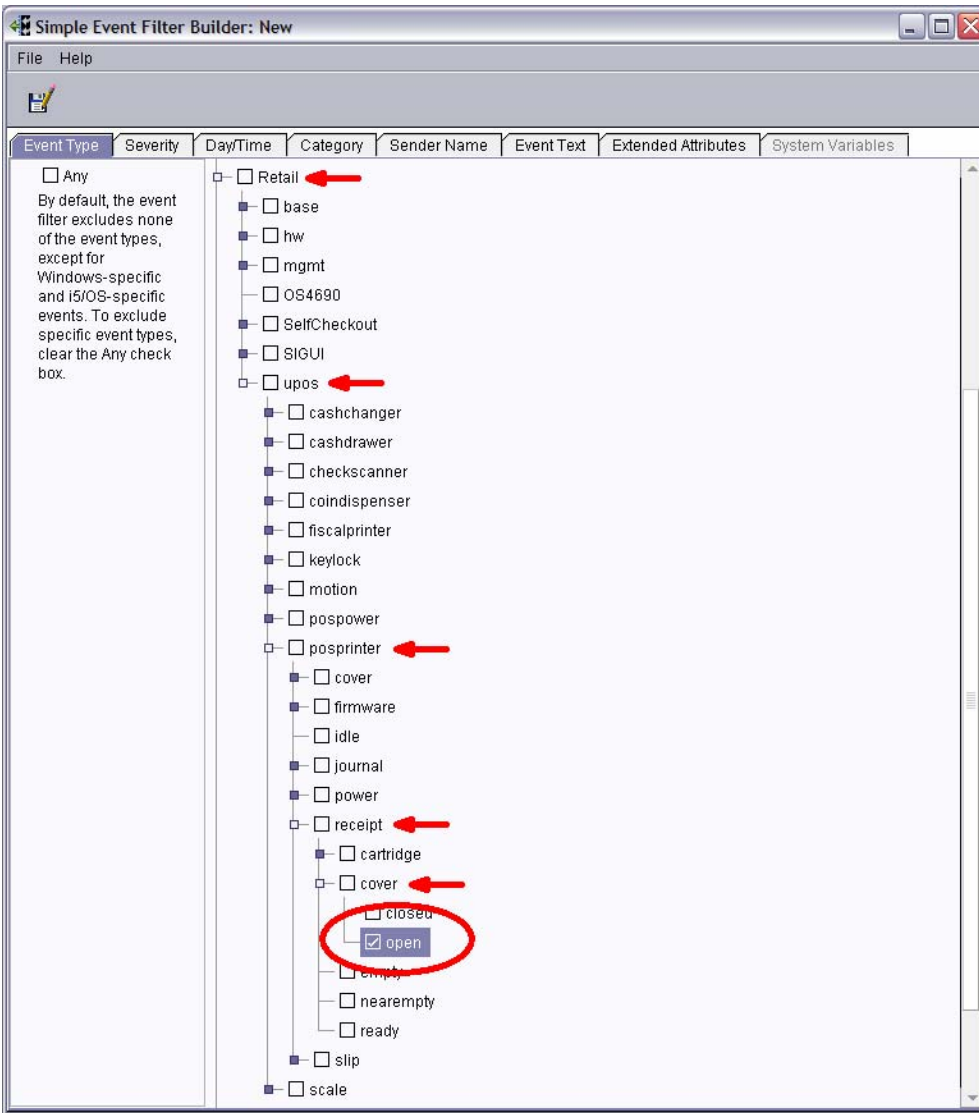 Simple Event Filter Builder: New
File Help
Event Type Severity Day/Time Category Sender Name Event Text Extended Attributes System Variables
Any
By default, the event
filter excludes none
of the event types,
except for
Windows-specific
and i5/OS-specific
events. To exclude
specific event types,
clear the Any check
box.
Retail
base
hw
mgmt
OS4690
SelfCheckout
SIGUI
upos
cashchanger
cashdrawer
checkscanner
coindispenser
fiscalprinter
keylock
motion
pospower
posprinter
cover
firmware
idle
journal
power
receipt
cartridge
cover
closed
open
empty
nearempty
ready
slip
scale